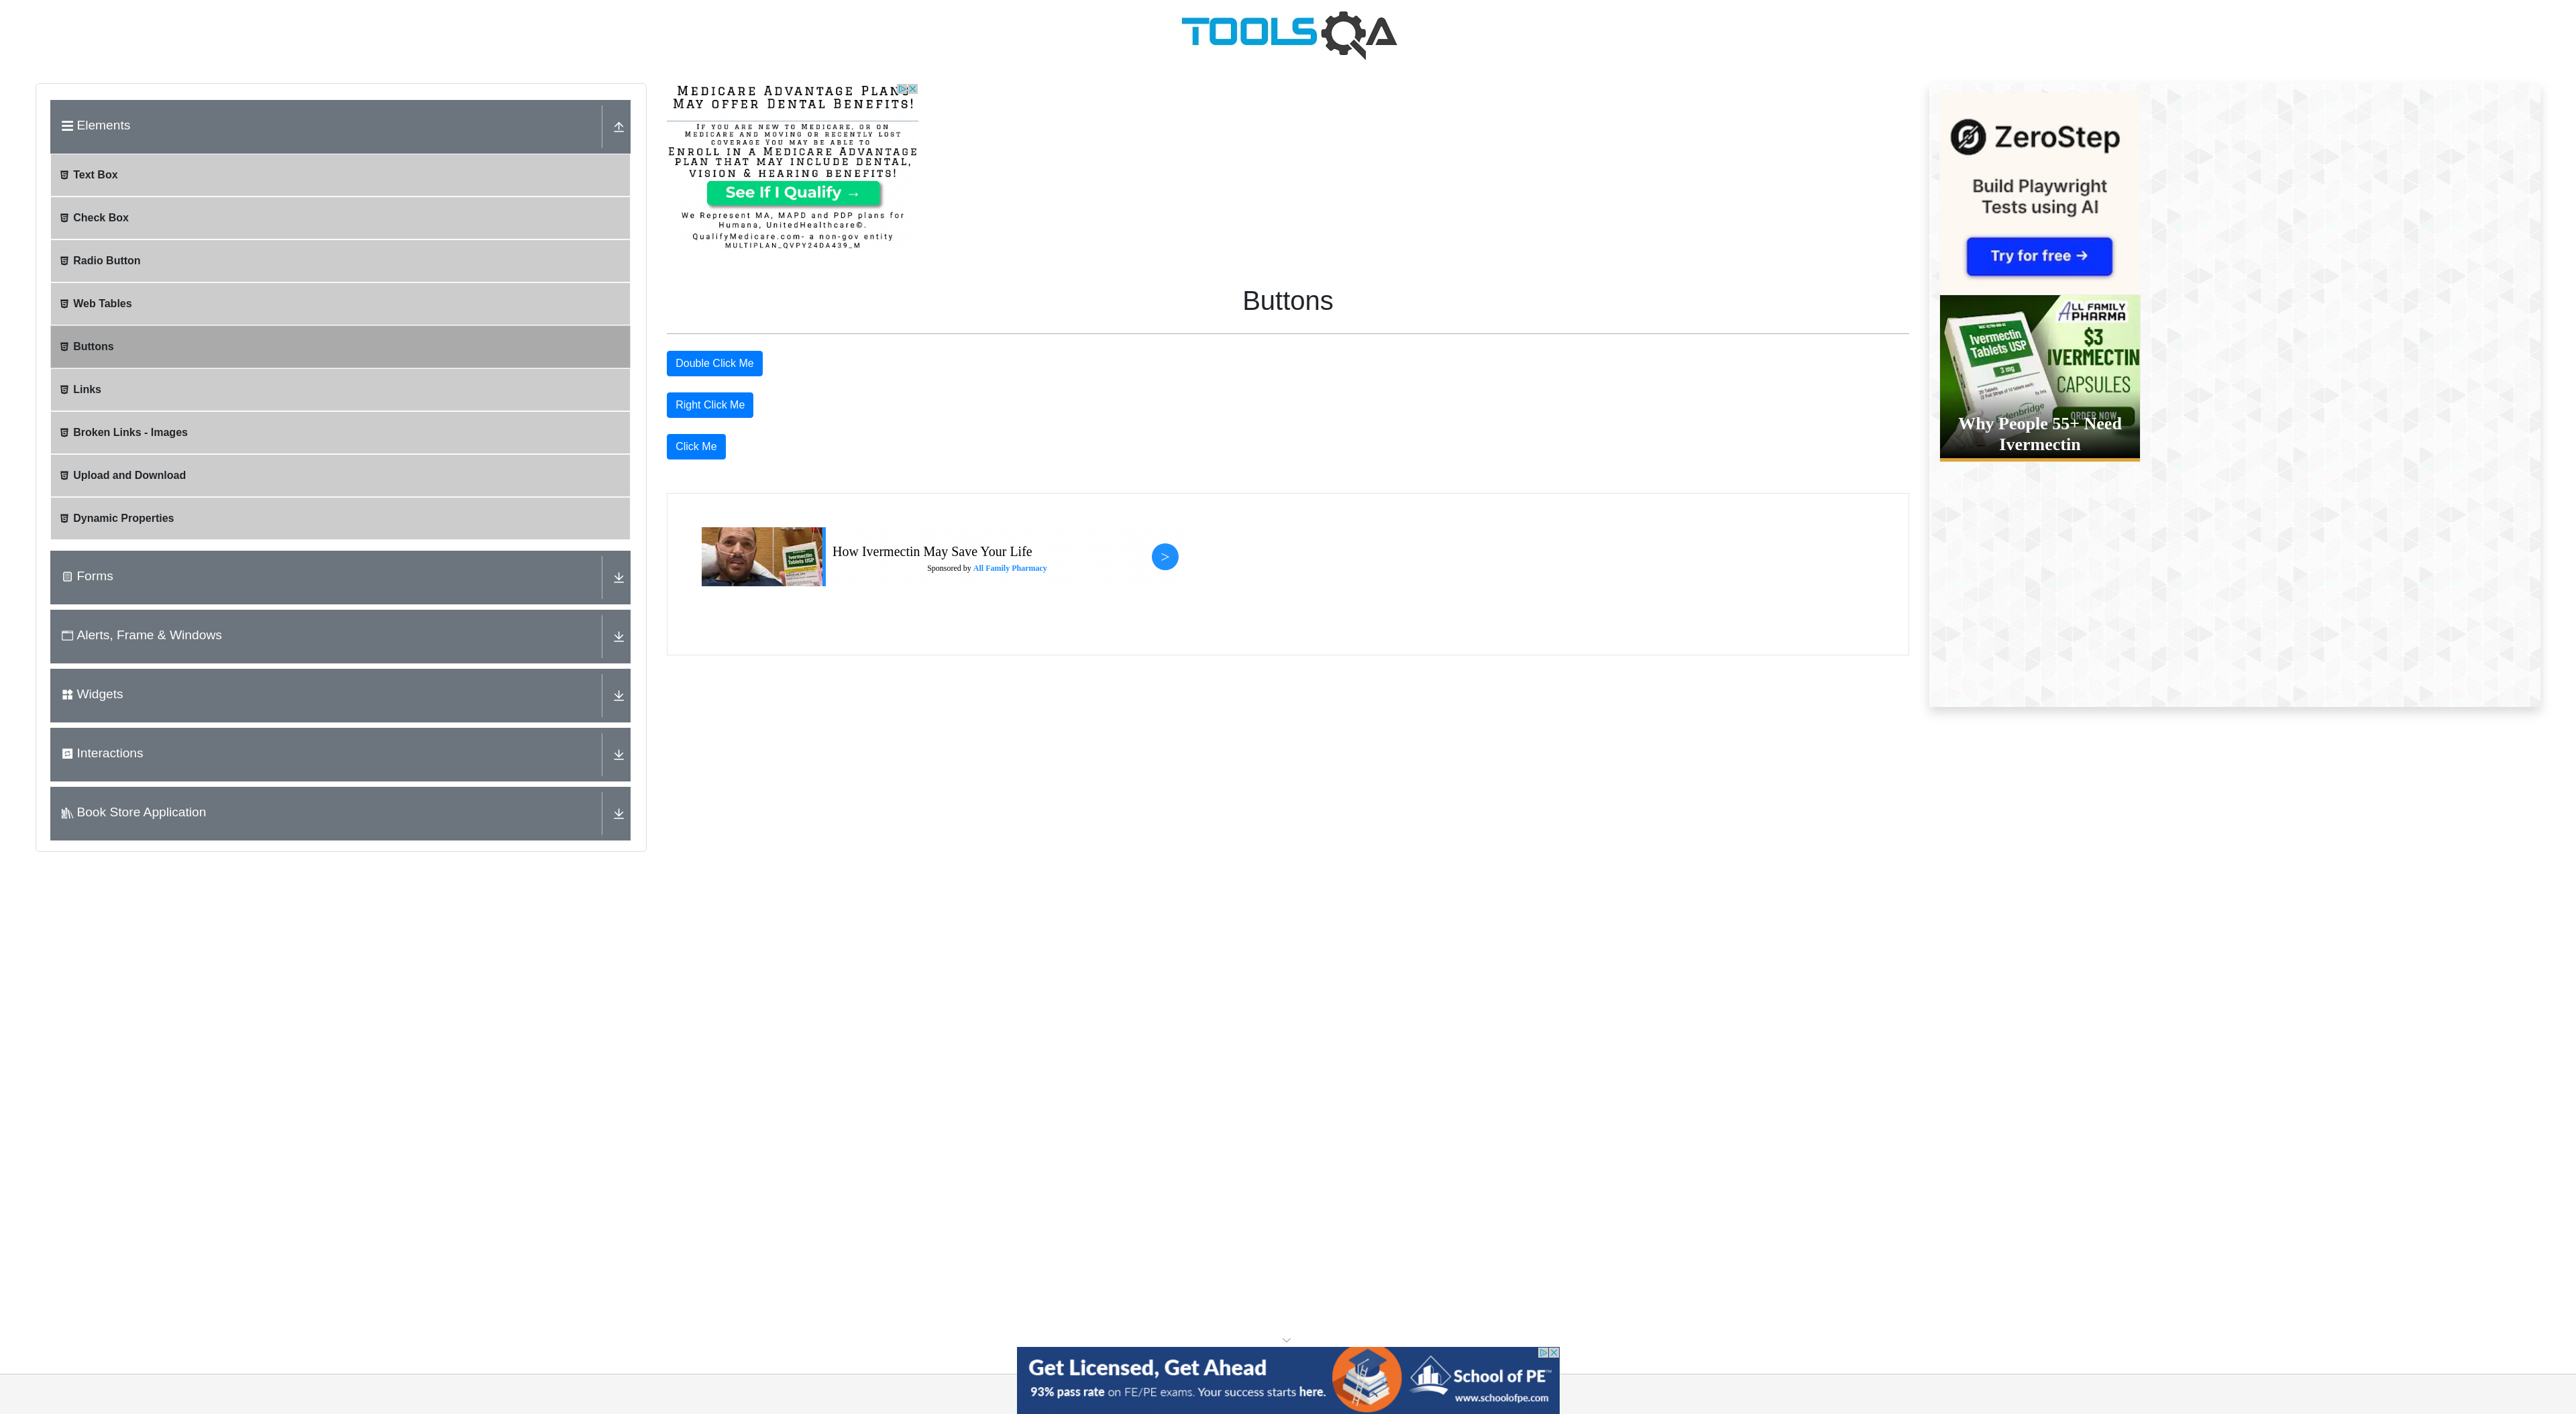 TOOLSQA
Elements
Text Box
Check Box
Radio Button
Web Tables
Buttons
Links
Broken Links - Images
Upload and Download
Dynamic Properties
Forms
Alerts, Frame & Windows
Widgets
Interactions
Book Store Application
Medicare Advantage Plans
May offer Dental Benefits!
If you are new to Medicare, or on
Medicare and moving or recently lost
coverage You may be able to
Enroll in a Medicare Advantage
plan that may include dental,
vision & hearing benefits!
See If I Qualify →
We Represent MA, MAPD and PDP plans for
Humana, UnitedHealthcare©.
QualifyMedicare.com- a non-gov entity
MULTIPLAN_QVPY24DA439_M
Buttons
Double Click Me
Right Click Me
Click Me
How Ivermectin May Save Your Life
Sponsored by All Family Pharmacy
>
ZeroStep
Build Playwright
Tests using AI
Try for free →
ALL FAMILY
PHARMA
Ivermectin
Tablets USP
3 mg
$3
IVERMECTIN
CAPSULES
Edenbridge
ORDER NOW
Why People 55+ Need
Ivermectin
Get Licensed, Get Ahead
93% pass rate on FE/PE exams. Your success starts here.
School of PE™
www.schoolofpe.com